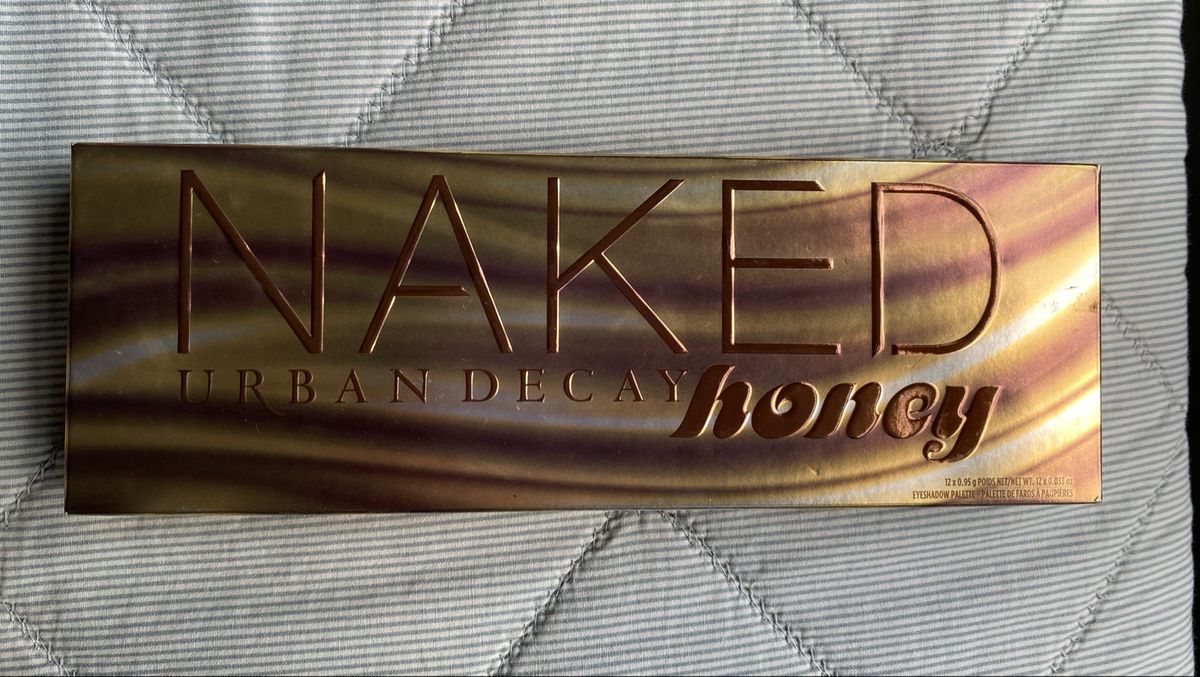 NAKED
URBAN DECAY honey
12 x 0.95 g POIDS NET/NET WT. 12 x 0.033 oz
EYESHADOW PALETTE - PALETTE DE FARDS À PAUPIÈRES